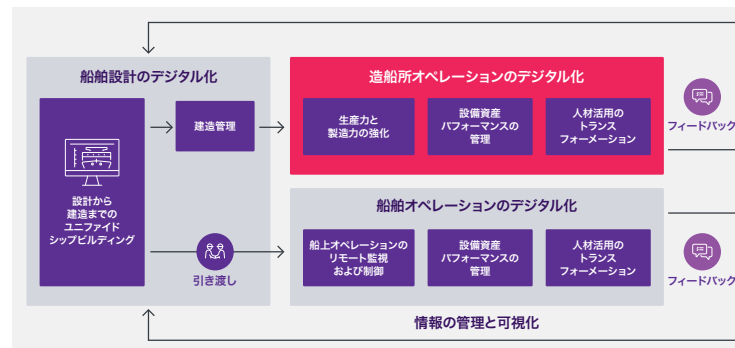 船舶設計のデジタル化
設計から
建造までの
ユニファイド
シップビルディング
建造管理
引き渡し
造船所オペレーションのデジタル化
生産力と
製造力の強化
設備資産
パフォーマンスの
管理
人材活用の
トランス
フォーメーション
フィードバック
船舶オペレーションのデジタル化
船上オペレーションの
リモート監視
および制御
設備資産
パフォーマンスの
管理
人材活用の
トランス
フォーメーション
フィードバック
情報の管理と可視化